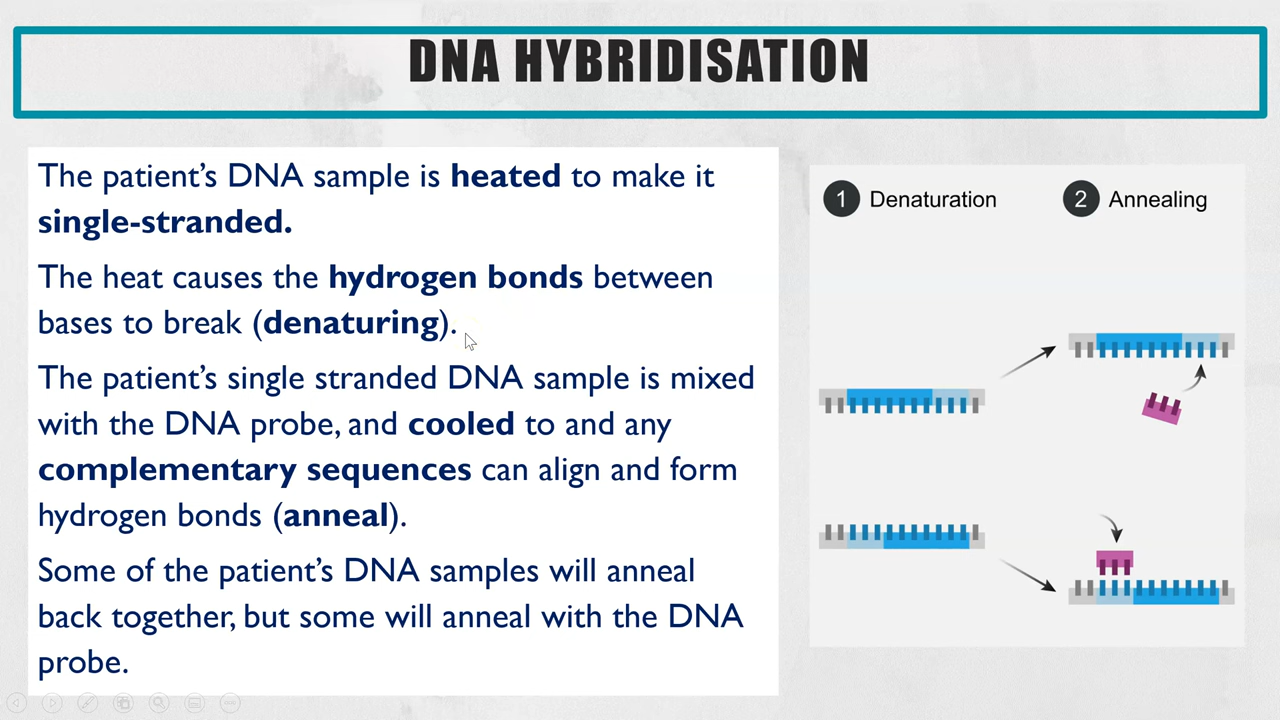 DNA HYBRIDISATION
The patient’s DNA sample is heated to make it
single-stranded.
The heat causes the hydrogen bonds between
bases to break (denaturing).
The patient’s single stranded DNA sample is mixed
with the DNA probe, and cooled to and any
complementary sequences can align and form
hydrogen bonds (anneal).
Some of the patient’s DNA samples will anneal
back together, but some will anneal with the DNA
probe.
1 Denaturation
2 Annealing